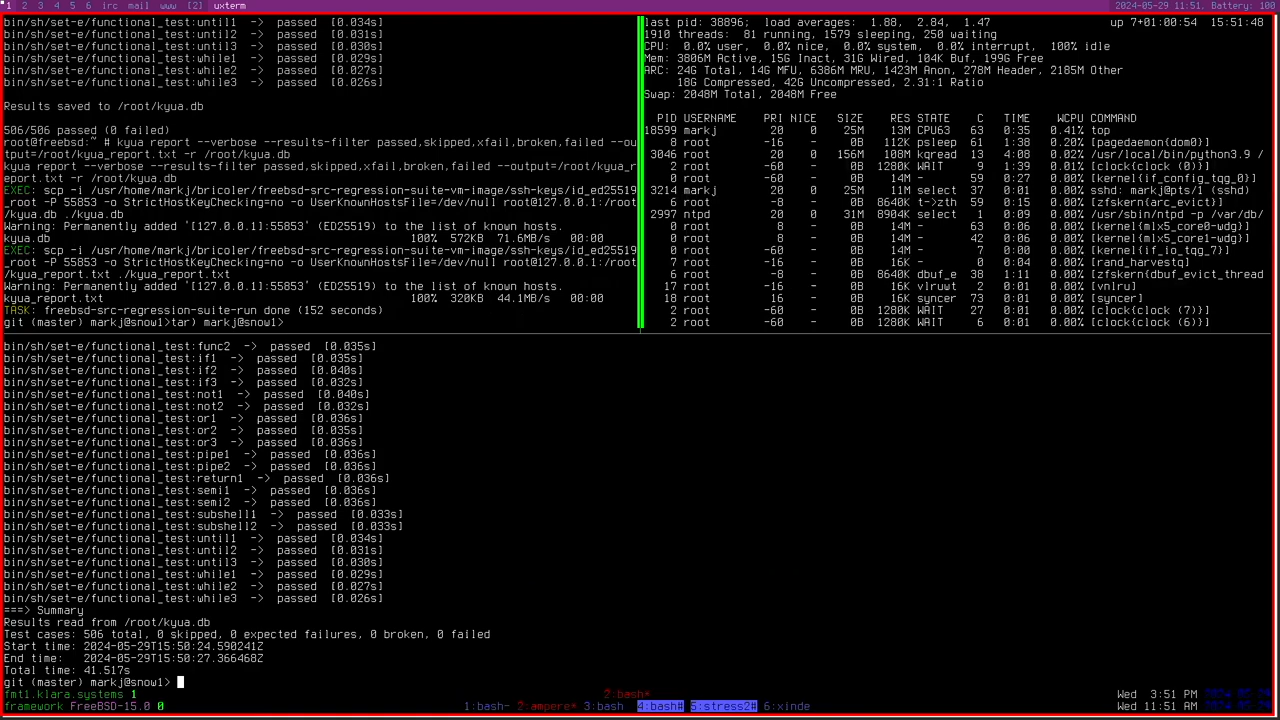 1 2 3 4 5 6 irc mail www [2] uxterm
2024-05-29 11:51, Battery: 100
bin/sh/set-e/functional_test:until1 -> passed [0.034s]
bin/sh/set-e/functional_test:until2 -> passed [0.031s]
bin/sh/set-e/functional_test:until3 -> passed [0.030s]
bin/sh/set-e/functional_test:while1 -> passed [0.029s]
bin/sh/set-e/functional_test:while2 -> passed [0.027s]
bin/sh/set-e/functional_test:while3 -> passed [0.026s]
Results saved to /root/kyua.db
506/506 passed (0 failed)
root@freebsd:~ # kyua report --verbose --results-filter passed,skipped,xfail,broken,failed --ou
tput=/root/kyua_report.txt -r /root/kyua.db
kyua report --verbose --results-filter passed,skipped,xfail,broken,failed --output=/root/kyua_r
eport.txt -r /root/kyua.db
EXEC: scp -i /usr/home/markj/bricoler/freebsd-src-regression-suite-vm-image/ssh-keys/id_ed25519
_root -P 55853 -o StrictHostKeyChecking=no -o UserKnownHostsFile=/dev/null root@127.0.0.1:/root
/kyua.db ./kyua.db
Warning: Permanently added '[127.0.0.1]:55853' (ED25519) to the list of known hosts.
kyua.db 100% 572KB 71.6MB/s 00:00
EXEC: scp -i /usr/home/markj/bricoler/freebsd-src-regression-suite-vm-image/ssh-keys/id_ed25519
_root -P 55853 -o StrictHostKeyChecking=no -o UserKnownHostsFile=/dev/null root@127.0.0.1:/root
/kyua_report.txt ./kyua_report.txt
Warning: Permanently added '[127.0.0.1]:55853' (ED25519) to the list of known hosts.
kyua_report.txt 100% 320KB 44.1MB/s 00:00
TASK: freebsd-src-regression-suite-run done (152 seconds)
git (master) markj@snow1>tar) markj@snow1>
last pid: 38896; load averages: 1.88, 2.84, 1.47 up 7+01:00:54 15:51:48
1910 threads: 81 running, 1579 sleeping, 250 waiting
CPU: 0.0% user, 0.0% nice, 0.0% system, 0.0% interrupt, 100% idle
Mem: 3806M Active, 15G Inact, 31G Wired, 104K Buf, 199G Free
ARC: 24G Total, 14G MFU, 6386M MRU, 1423M Anon, 278M Header, 2185M Other
18G Compressed, 42G Uncompressed, 2.31:1 Ratio
Swap: 2048M Total, 2048M Free
PID USERNAME PRI NICE SIZE RES STATE C TIME WCPU COMMAND
18599 markj 20 0 25M 13M CPU63 63 0:35 0.41% top
8 root -16 - 0B 112K psleep 61 1:38 0.20% [pagedaemon{dom0}]
3046 root 20 0 156M 108M kqread 13 4:08 0.02% /usr/local/bin/python3.9 /
2 root -60 - 0B 1280K WAIT 9 1:39 0.01% [clock{clock (0)}]
0 root -60 - 0B 14M - 59 0:27 0.01% [kernel{if_config_tqg_0}]
3214 markj 20 0 25M 11M select 37 0:01 0.01% sshd: markj@pts/1 (sshd)
6 root -8 - 0B 8640K t->zth 59 0:15 0.00% [zfskern{arc_evict}]
2997 ntpd 20 0 31M 8904K select 1 0:09 0.01% /usr/sbin/ntpd -p /var/db/
0 root 8 - 0B 14M - 63 0:06 0.00% [kernel{mlx5_core0-wdg}]
0 root 8 - 0B 14M - 42 0:06 0.00% [kernel{mlx5_core1-wdg}]
0 root -60 - 0B 14M - 7 0:00 0.00% [kernel{if_io_tqg_7}]
7 root -16 - 0B 16K - 0 0:04 0.00% [rand_harvestq]
6 root -8 - 0B 8640K dbuf_e 38 1:11 0.00% [zfskern{dbuf_evict_thread
17 root -16 - 0B 16K vlruwt 2 0:01 0.00% [vnlru]
18 root 16 - 0B 16K syncer 73 0:01 0.00% [syncer]
2 root -60 - 0B 1280K WAIT 27 0:01 0.00% [clock{clock (7)}]
2 root -60 - 0B 1280K WAIT 6 0:01 0.00% [clock{clock (6)}]
bin/sh/set-e/functional_test:func2 -> passed [0.035s]
bin/sh/set-e/functional_test:if1 -> passed [0.035s]
bin/sh/set-e/functional_test:if2 -> passed [0.040s]
bin/sh/set-e/functional_test:if3 -> passed [0.032s]
bin/sh/set-e/functional_test:not1 -> passed [0.040s]
bin/sh/set-e/functional_test:not2 -> passed [0.032s]
bin/sh/set-e/functional_test:or1 -> passed [0.036s]
bin/sh/set-e/functional_test:or2 -> passed [0.035s]
bin/sh/set-e/functional_test:or3 -> passed [0.036s]
bin/sh/set-e/functional_test:pipe1 -> passed [0.036s]
bin/sh/set-e/functional_test:pipe2 -> passed [0.036s]
bin/sh/set-e/functional_test:return1 -> passed [0.036s]
bin/sh/set-e/functional_test:semi1 -> passed [0.036s]
bin/sh/set-e/functional_test:semi2 -> passed [0.036s]
bin/sh/set-e/functional_test:subshell1 -> passed [0.033s]
bin/sh/set-e/functional_test:subshell2 -> passed [0.033s]
bin/sh/set-e/functional_test:until1 -> passed [0.034s]
bin/sh/set-e/functional_test:until2 -> passed [0.031s]
bin/sh/set-e/functional_test:until3 -> passed [0.030s]
bin/sh/set-e/functional_test:while1 -> passed [0.029s]
bin/sh/set-e/functional_test:while2 -> passed [0.027s]
bin/sh/set-e/functional_test:while3 -> passed [0.026s]
===> Summary
Results read from /root/kyua.db
Test cases: 506 total, 0 skipped, 0 expected failures, 0 broken, 0 failed
Start time: 2024-05-29T15:50:24.590241Z
End time: 2024-05-29T15:50:27.366468Z
Total time: 41.517s
git (master) markj@snow1>
fmt1.klara.systems 1 2:bash* Wed 3:51 PM 2024-05-29
framework FreeBSD-15.0 0 1:bash- 2:ampere* 3:bash 4:bash# 5:stress2# 6:xinde Wed 11:51 AM 2024-05-29